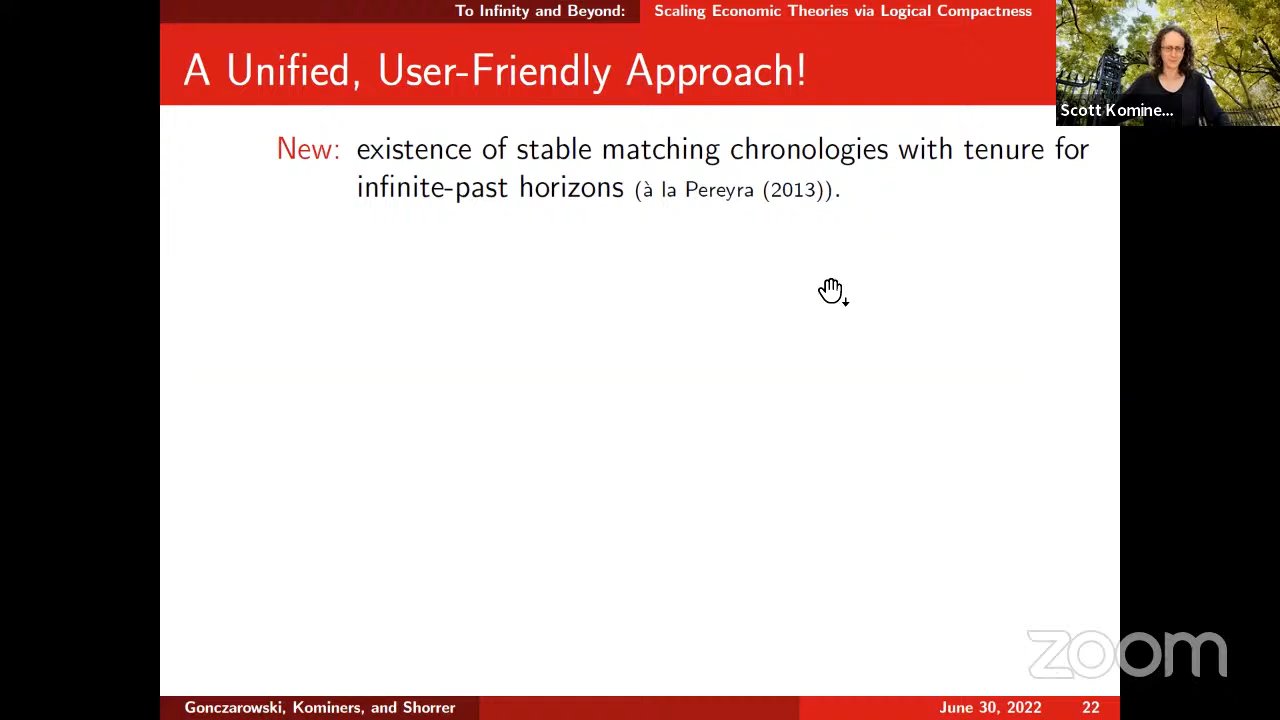 To Infinity and Beyond: Scaling Economic Theories via Logical Compactness
A Unified, User-Friendly Approach!
Scott Komine...
New: existence of stable matching chronologies with tenure for
infinite-past horizons (à la Pereyra (2013)).
zoom
Gonczarowski, Kominers, and Shorrer June 30, 2022 22